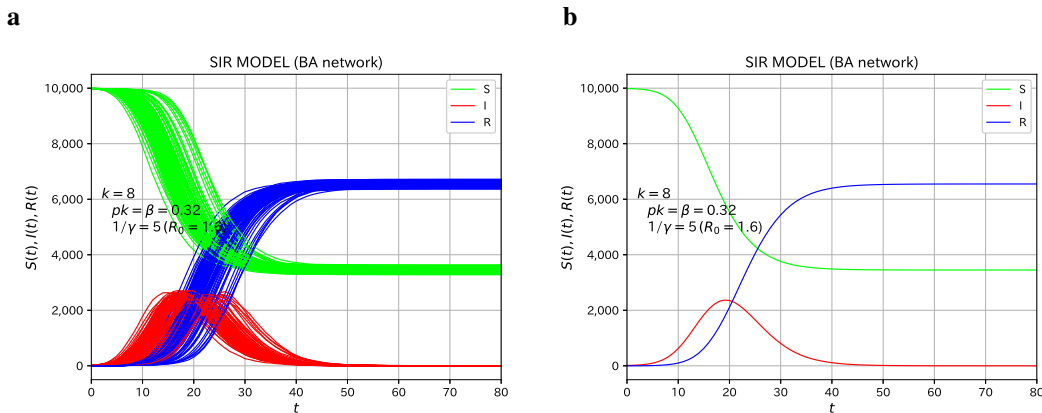 a
SIR MODEL (BA network)
S(t), I(t), R(t)
10,000
8,000
6,000
4,000
2,000
0
S
I
R
k = 8
pk = β = 0.32
1/γ = 5 (R₀ = 1.6)
0 10 20 30 40 50 60 70 80
t
b
SIR MODEL (BA network)
S(t), I(t), R(t)
10,000
8,000
6,000
4,000
2,000
0
S
I
R
k = 8
pk = β = 0.32
1/γ = 5 (R₀ = 1.6)
0 10 20 30 40 50 60 70 80
t